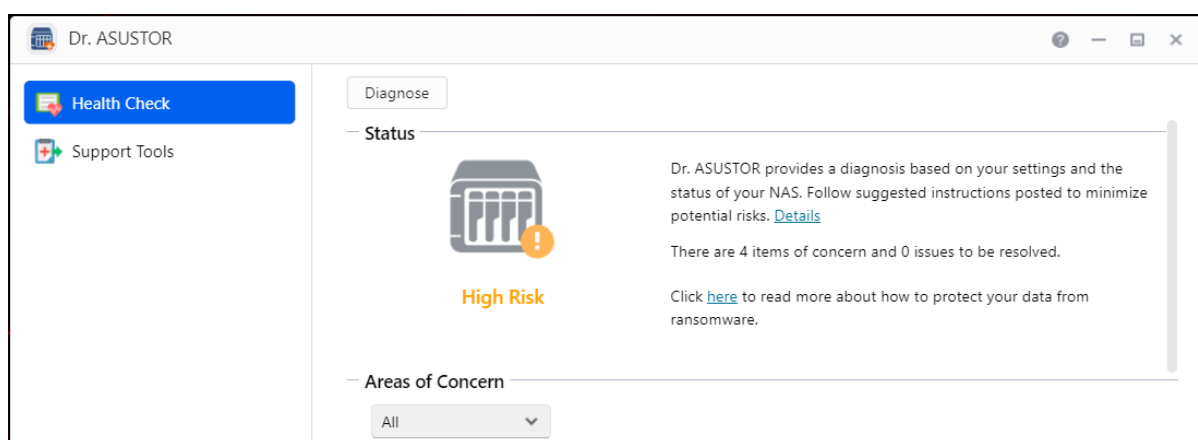 Dr. ASUSTOR
Health Check
Support Tools
Diagnose
Status
High Risk
Dr. ASUSTOR provides a diagnosis based on your settings and the
status of your NAS. Follow suggested instructions posted to minimize
potential risks. Details
There are 4 items of concern and 0 issues to be resolved.
Click here to read more about how to protect your data from
ransomware.
Areas of Concern
All